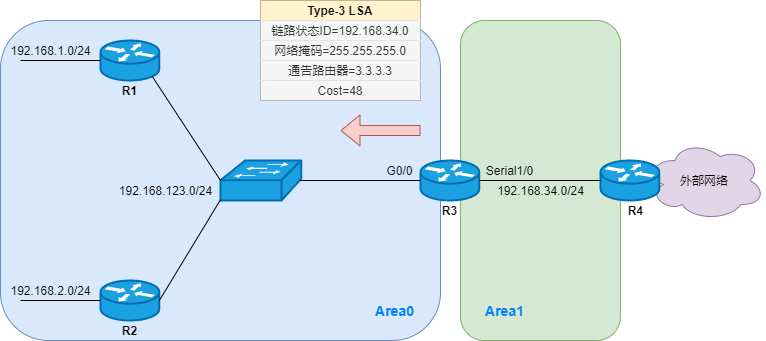 Type-3 LSA
链路状态ID=192.168.34.0
网络掩码=255.255.255.0
通告路由器=3.3.3.3
Cost=48
192.168.1.0/24
R1
G0/0
Serial1/0
192.168.123.0/24
192.168.34.0/24
外部网络
R3
R4
192.168.2.0/24
R2
Area0
Area1